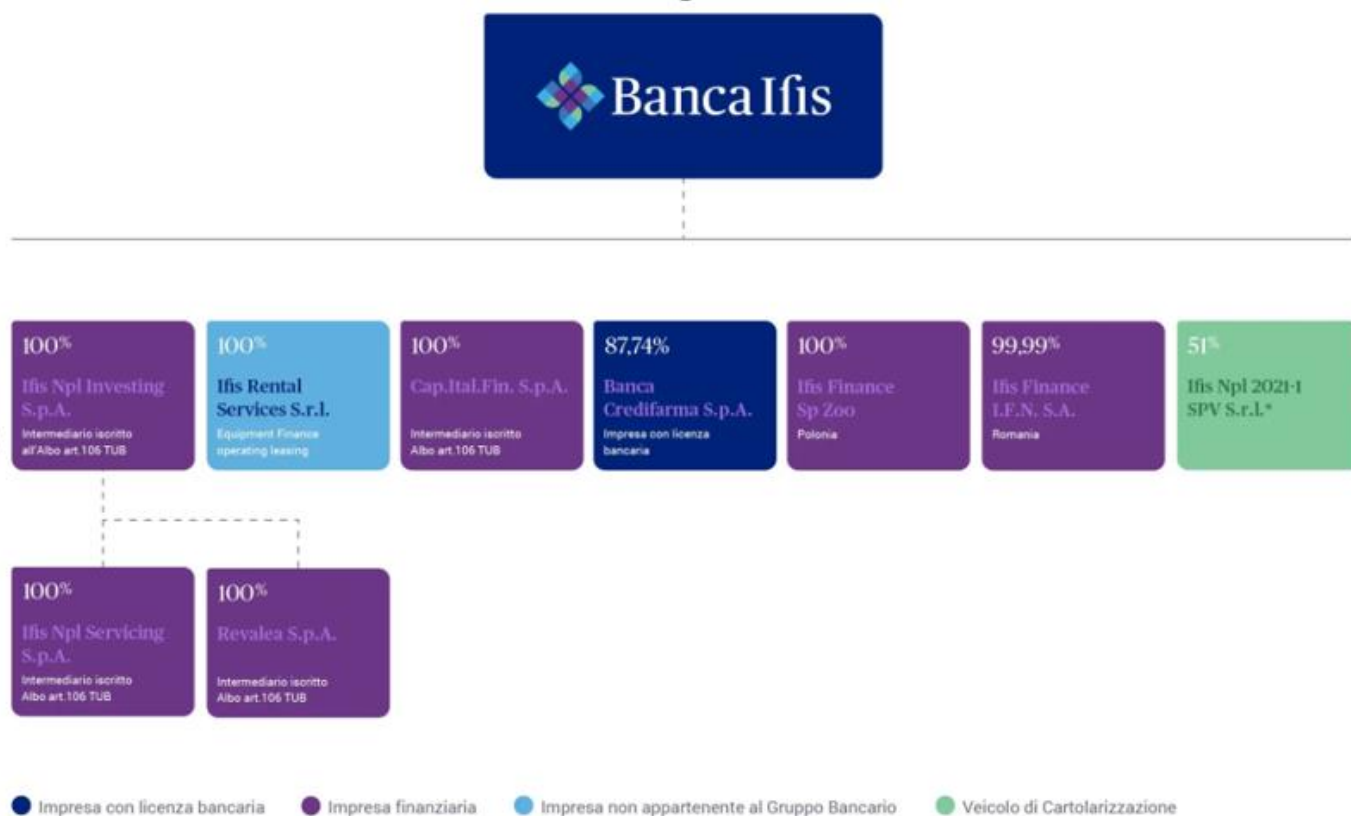 Banca Ifis
100%
Ifis Npl Investing
S.p.A.
Intermediario iscritto
all'Albo art.106 TUB
100%
Ifis Rental
Services S.r.l.
Equipment Finance
operating leasing
100%
Cap.Ital.Fin. S.p.A.
Intermediario iscritto
Albo art.106 TUB
87,74%
Banca
Credifarma S.p.A.
Impresa con licenza
bancaria
100%
Ifis Finance
Sp Zoo
Polonia
99,99%
Ifis Finance
I.F.N. S.A.
Romania
51%
Ifis Npl 2021-1
SPV S.r.l.*
100%
Ifis Npl Servicing
S.p.A.
Intermediario iscritto
Albo art.106 TUB
100%
Revalea S.p.A.
Intermediario iscritto
Albo art.106 TUB
Impresa con licenza bancaria
Impresa finanziaria
Impresa non appartenente al Gruppo Bancario
Veicolo di Cartolarizzazione